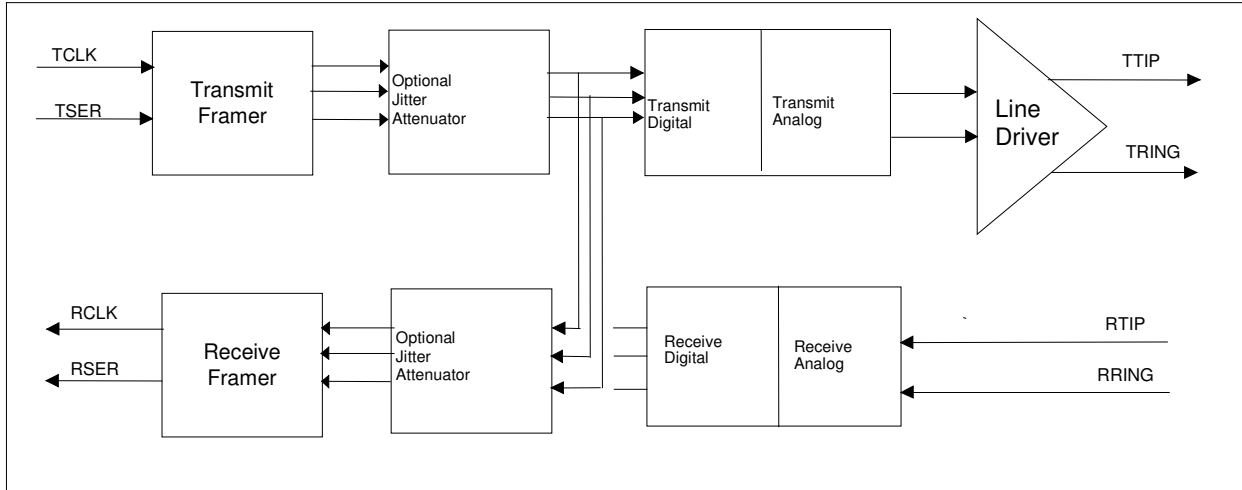 TCLK
TSER
Transmit
Framer
Optional
Jitter
Attenuator
Transmit
Digital
Transmit
Analog
Line
Driver
TTIP
TRING
RCLK
RSER
Receive
Framer
Optional
Jitter
Attenuator
Receive
Digital
Receive
Analog
RTIP
RRING